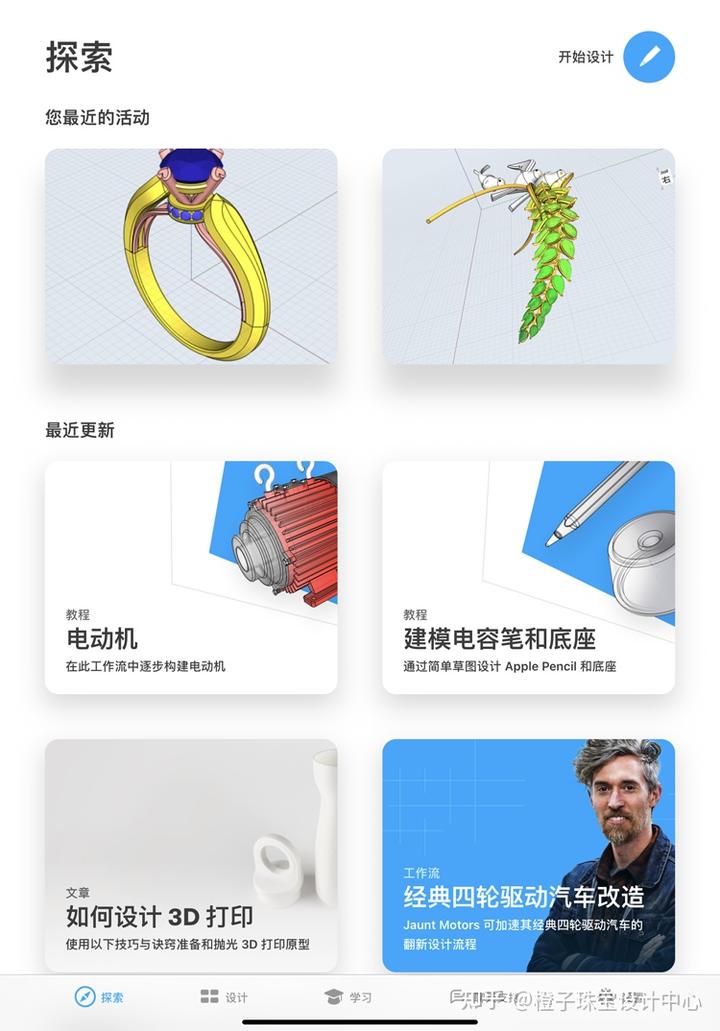 探索
开始设计
您最近的活动
右
最近更新
教程
电动机
在此工作流中逐步构建电动机
教程
建模电容笔和底座
通过简单草图设计 Apple Pencil 和底座
文章
如何设计 3D 打印
使用以下技巧与诀窍准备和抛光 3D 打印原型
工作流
经典四轮驱动汽车改造
Jaunt Motors 可加速其经典四轮驱动汽车的
翻新设计流程
探索
设计
学习
知乎 @橙子珠宝设计中心